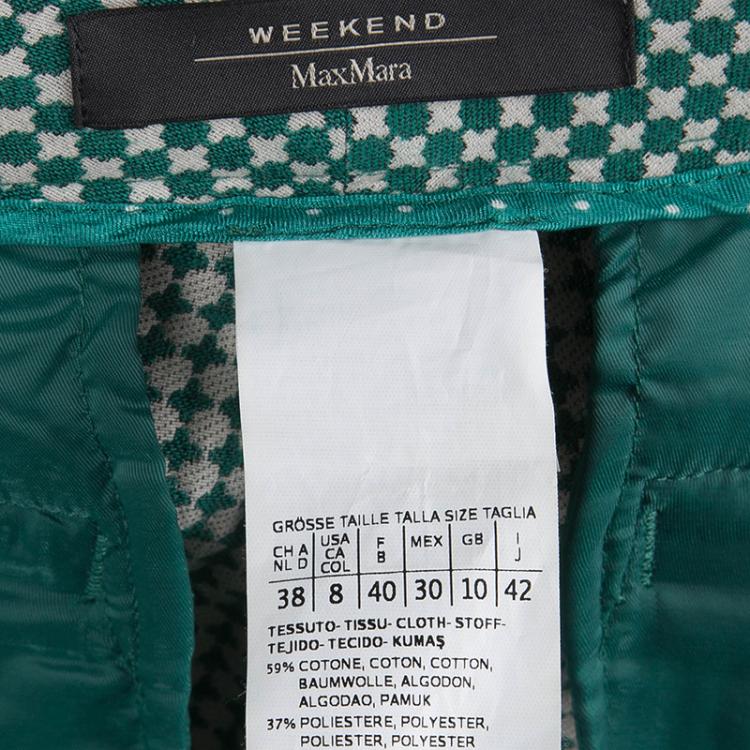 WEEKEND
MaxMara
GRÖSSE TAILLE TALLA SIZE TAGLIA
CH A NL D USA CA COL F B MEX GB I J
38 8 40 30 10 42
TESSUTO- TISSU- CLOTH- STOFF-
TEJIDO- TECIDO- KUMAŞ
59% COTONE, COTON, COTTON,
BAUMWOLLE, ALGODON,
ALGODAO, PAMUK
37% POLIESTERE, POLYESTER,
POLIESTER, POLYESTER